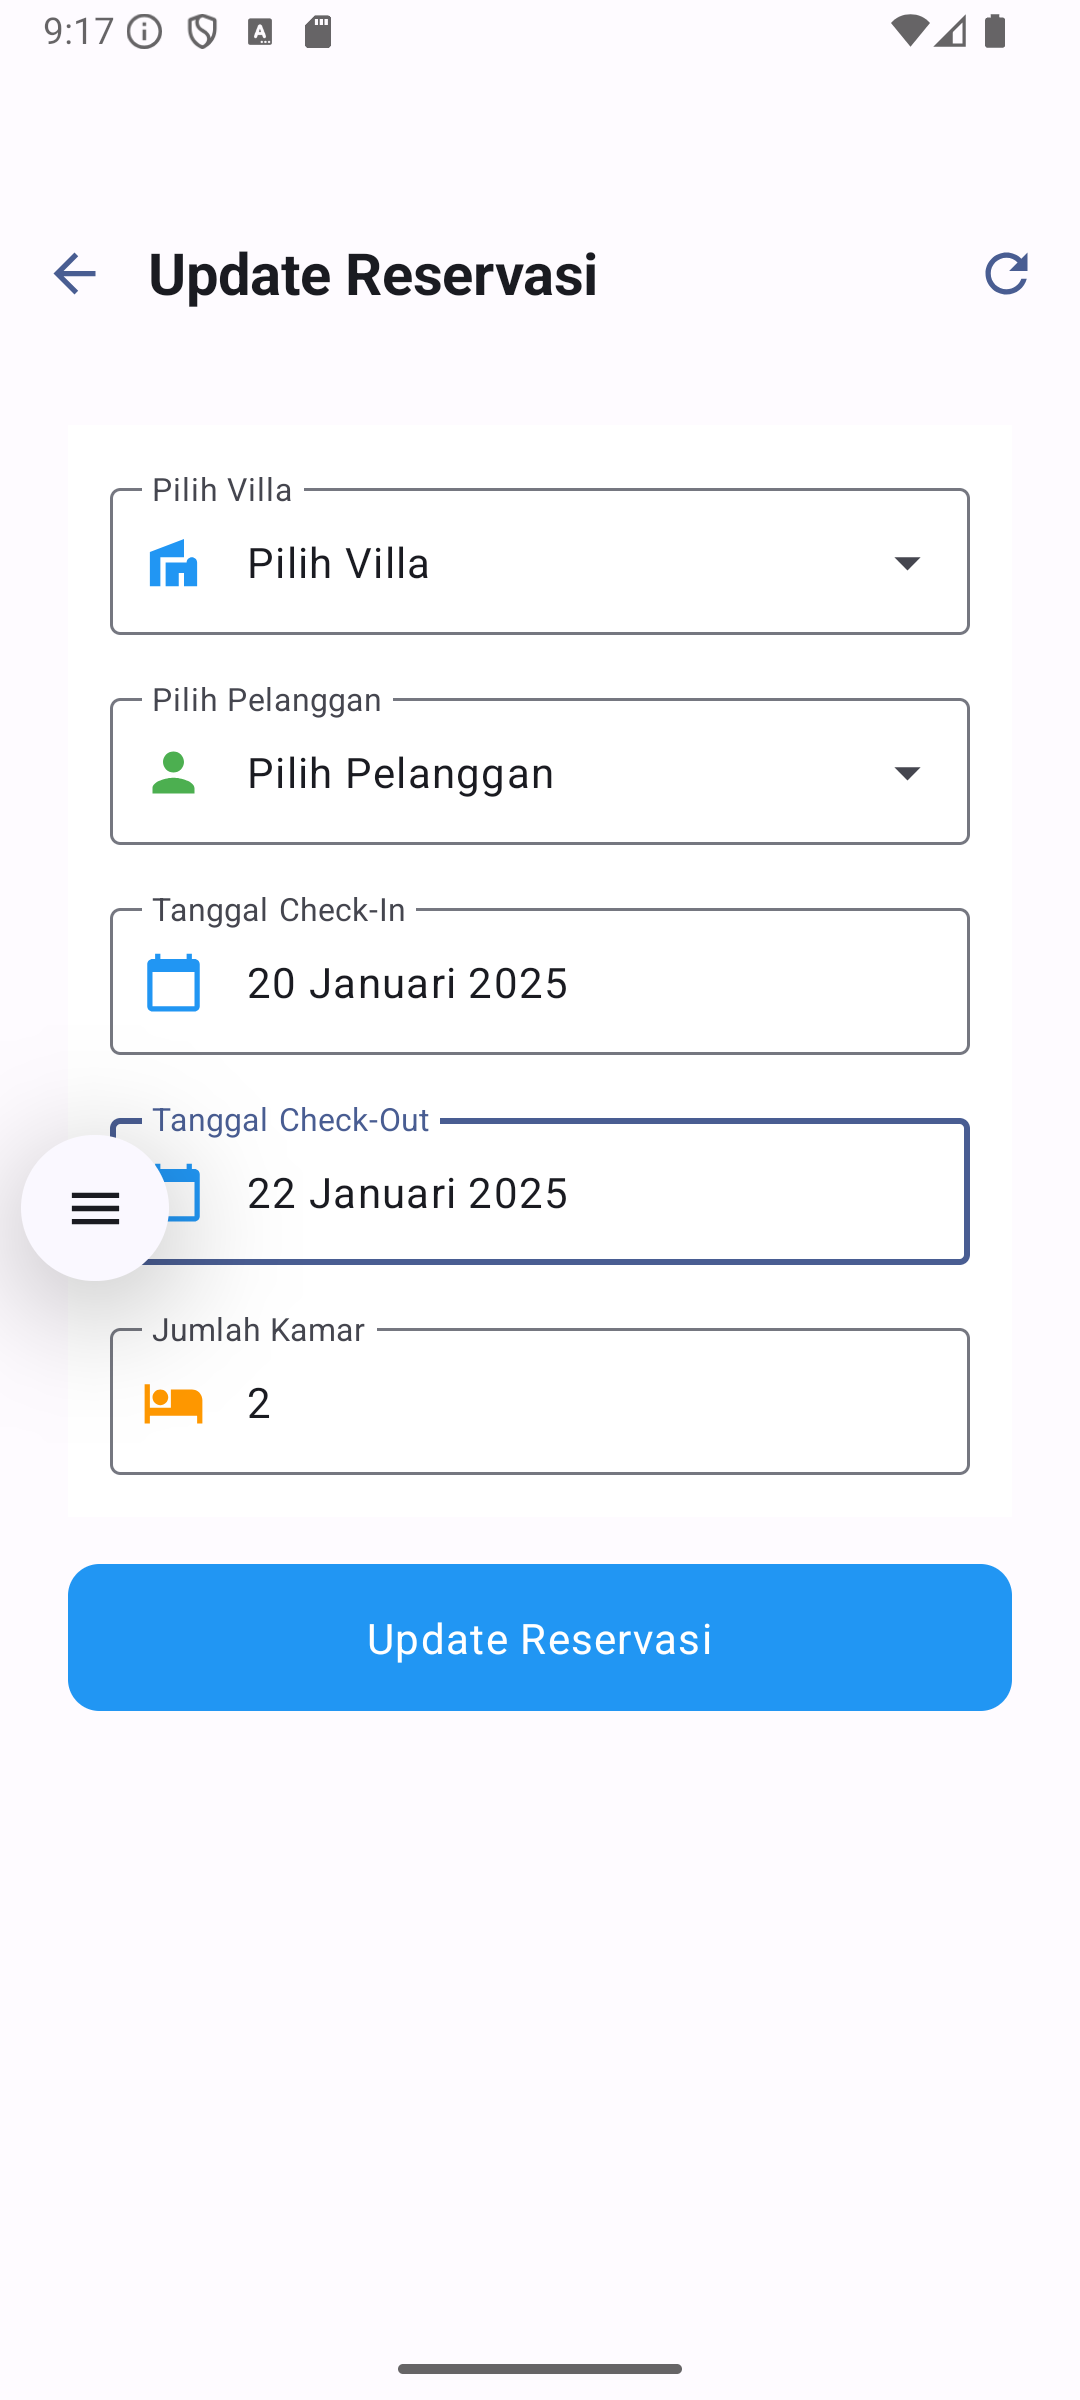 9:17
Update Reservasi
Pilih Villa
Pilih Villa
Pilih Pelanggan
Pilih Pelanggan
Tanggal Check-In
20 Januari 2025
Tanggal Check-Out
22 Januari 2025
Jumlah Kamar
2
Update Reservasi